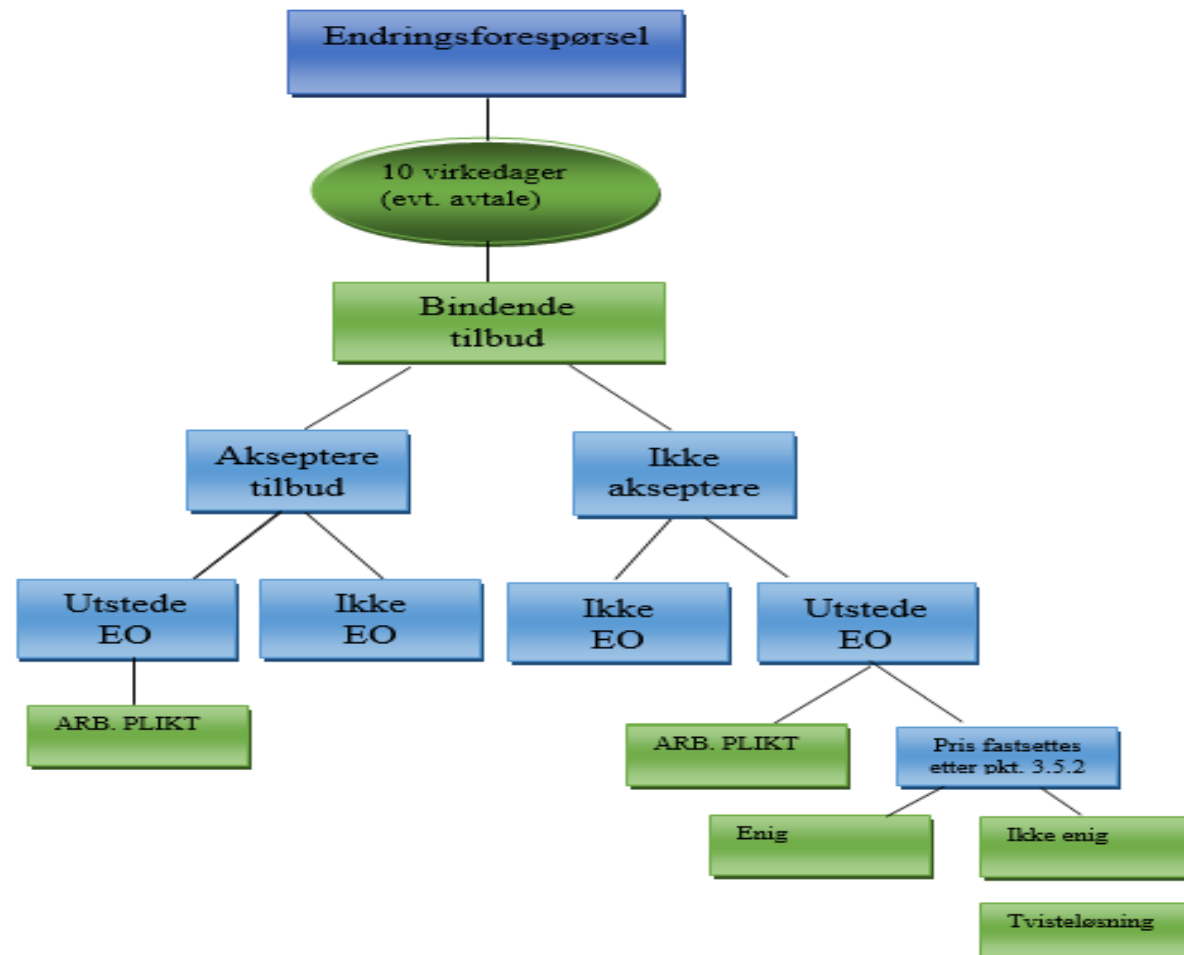 Endringsforespørsel
10 virkedager
(evt. avtale)
Bindende
tilbud
Akseptere
tilbud
Ikke
akseptere
Utstede
EO
Ikke
EO
Ikke
EO
Utstede
EO
ARB. PLIKT
ARB. PLIKT
Pris fastsettes
etter pkt. 3.5.2
Enig
Ikke enig
Tvisteløsning